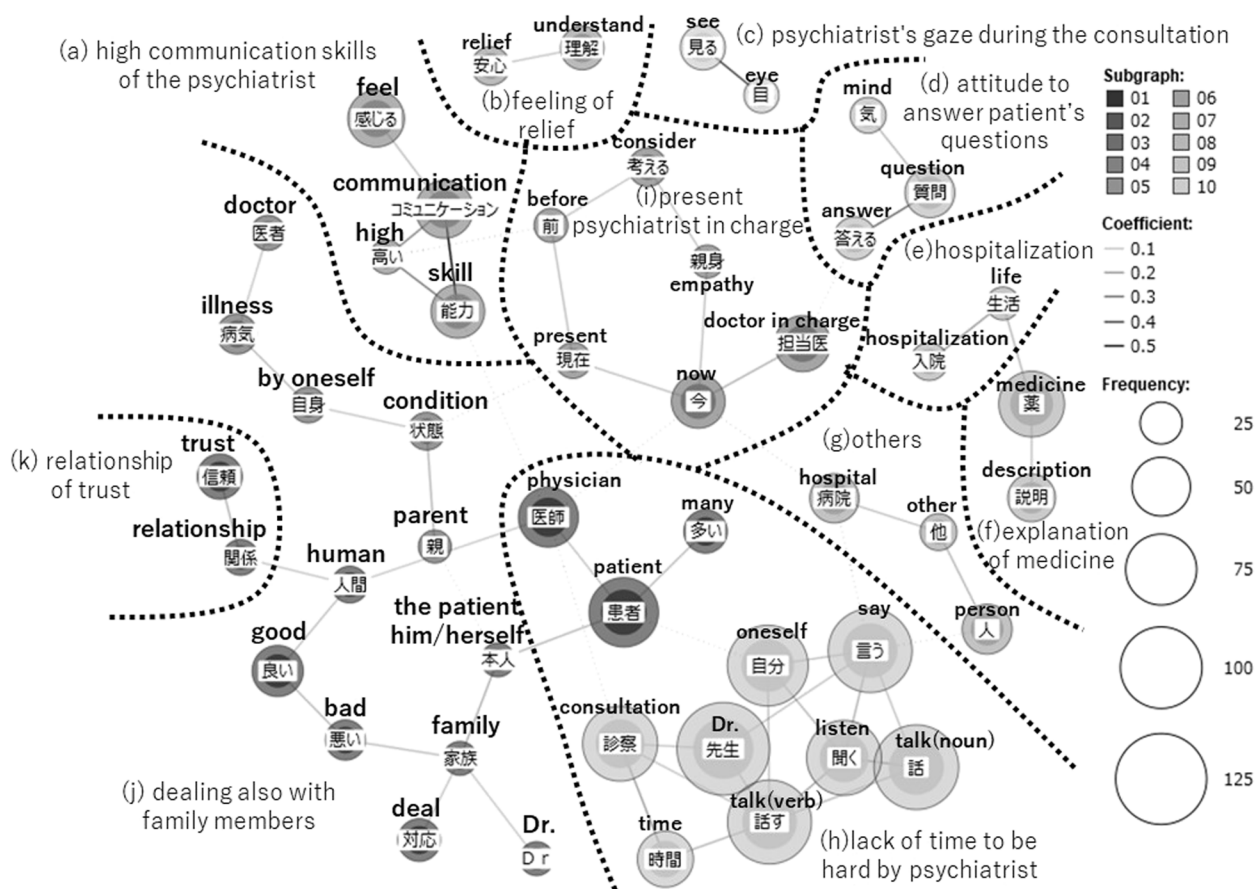 (a) high communication skills
of the psychiatrist
feel
感じる
communication
コミュニケーション
high
高い
skill
能力
relief
安心
understand
理解
(b)feeling of
relief
see
見る
eye
目
(c) psychiatrist's gaze during the consultation
mind
気
(d) attitude to
answer patient's
questions
question
質問
answer
答える
consider
考える
before
前
(i)present
psychiatrist in charge
親身
empathy
doctor in charge
担当医
present
現在
now
今
(e)hospitalization
life
生活
hospitalization
入院
medicine
薬
description
説明
(f)explanation
of medicine
(g)others
hospital
病院
other
他
person
人
doctor
医者
illness
病気
by oneself
自身
condition
状態
(k) relationship
of trust
trust
信頼
relationship
関係
human
人間
parent
親
good
良い
bad
悪い
the patient
him/herself
本人
family
家族
deal
対応
Dr.
Ｄｒ
(j) dealing also with
family members
physician
医師
many
多い
patient
患者
oneself
自分
say
言う
consultation
診察
Dr.
先生
listen
聞く
talk(noun)
話
talk(verb)
話す
time
時間
(h)lack of time to be
hard by psychiatrist
Subgraph:
01 06
02 07
03 08
04 09
05 10
Coefficient:
0.1
0.2
0.3
0.4
0.5
Frequency:
25
50
75
100
125